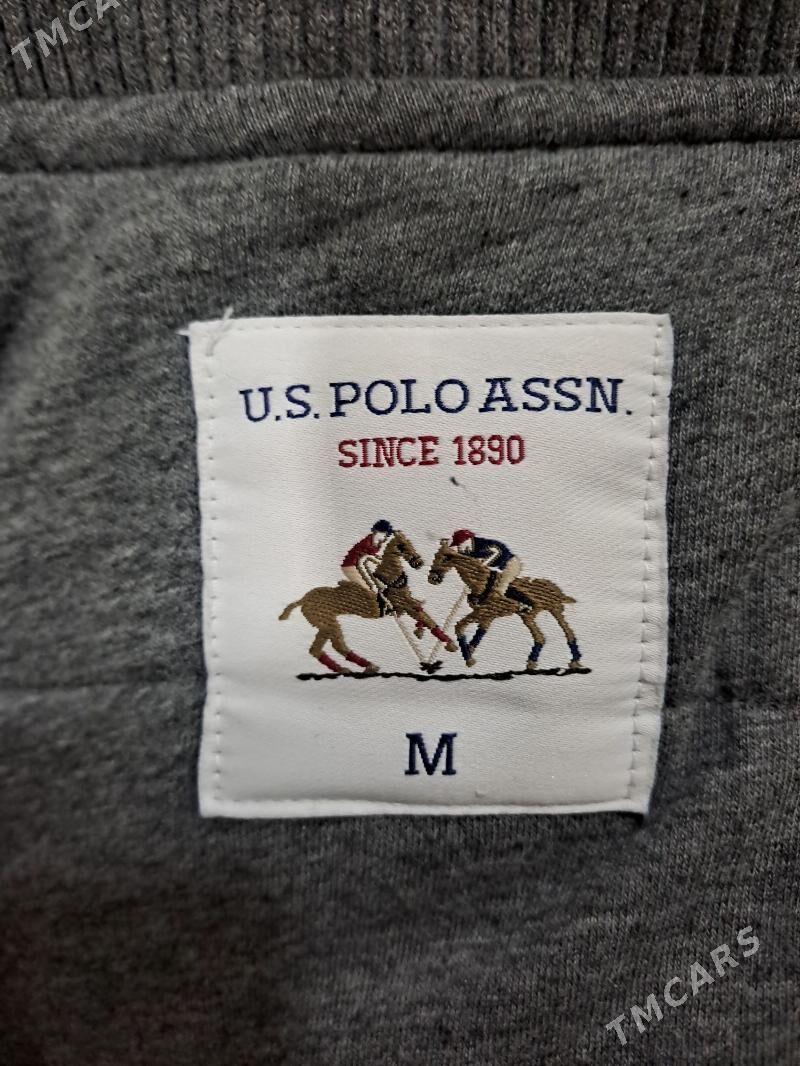 TMCARS
U.S. POLO ASSN.
SINCE 1890
M
TMCARS